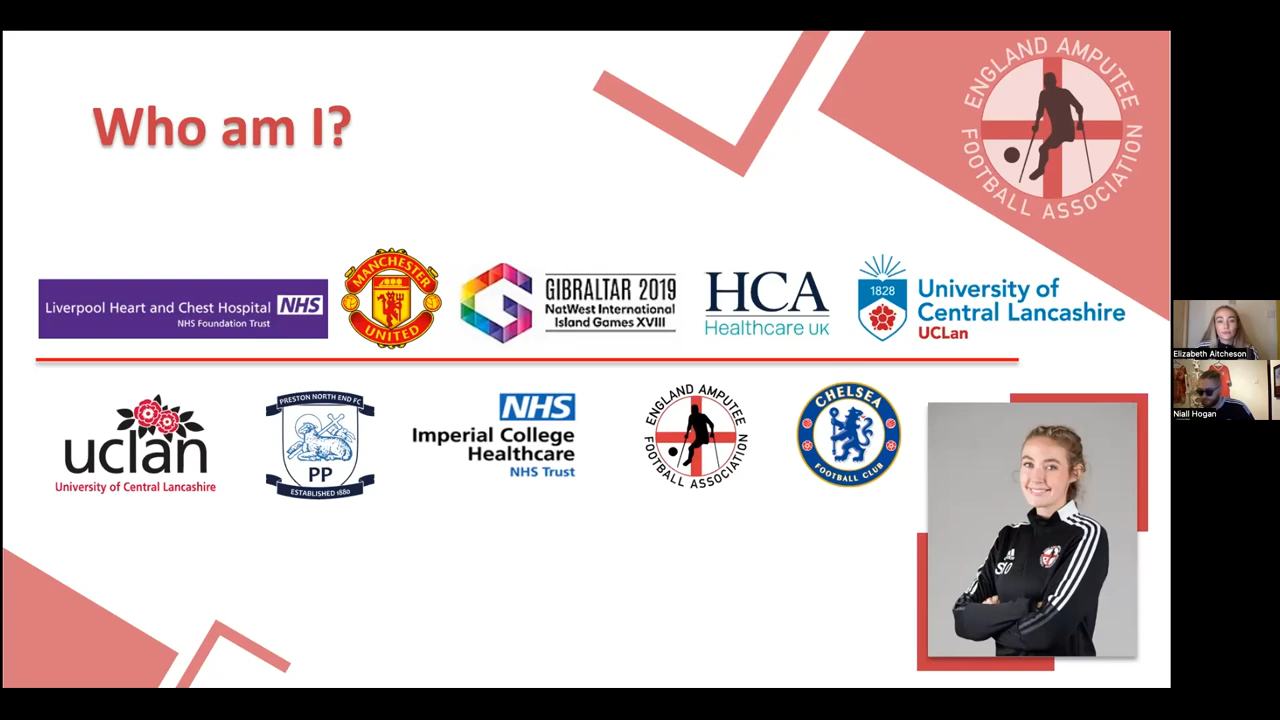 Who am I?
ENGLAND AMPUTEE
FOOTBALL ASSOCIATION
Liverpool Heart and Chest Hospital NHS
NHS Foundation Trust
MANCHESTER
UNITED
GIBRALTAR 2019
NatWest International
Island Games XVIII
HCA
Healthcare UK
1828
University of
Central Lancashire
UCLan
uclan
University of Central Lancashire
PRESTON NORTH END FC
PP
ESTABLISHED 1880
NHS
Imperial College
Healthcare
NHS Trust
ENGLAND AMPUTEE
FOOTBALL ASSOCIATION
CHELSEA
FOOTBALL CLUB
Elizabeth Aitcheson
Niall Hogan